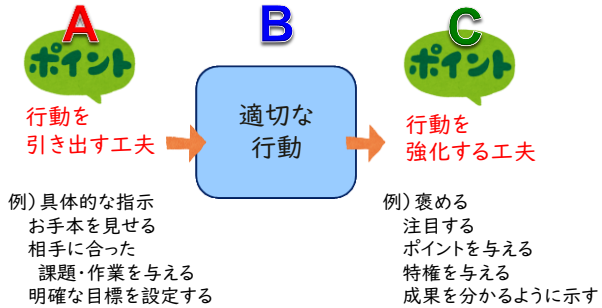 A
ポイント
行動を
引き出す工夫
例)具体的な指示
お手本を見せる
相手に合った
課題・作業を与える
明確な目標を設定する
B
適切な
行動
C
ポイント
行動を
強化する工夫
例)褒める
注目する
ポイントを与える
特権を与える
成果を分かるように示す